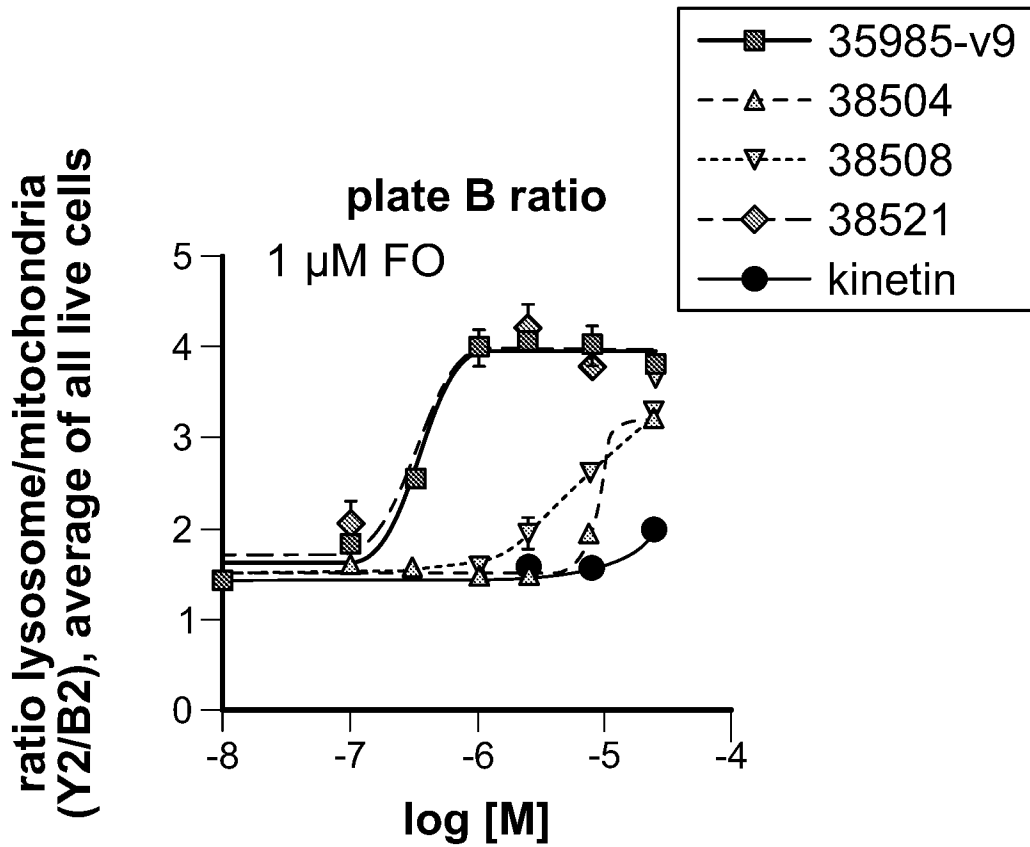 35985-v9
38504
38508
38521
kinetin
plate B ratio
1 µM FO
ratio lysosome/mitochondria
(Y2/B2), average of all live cells
5
4
3
2
1
0
-8 -7 -6 -5 -4
log [M]